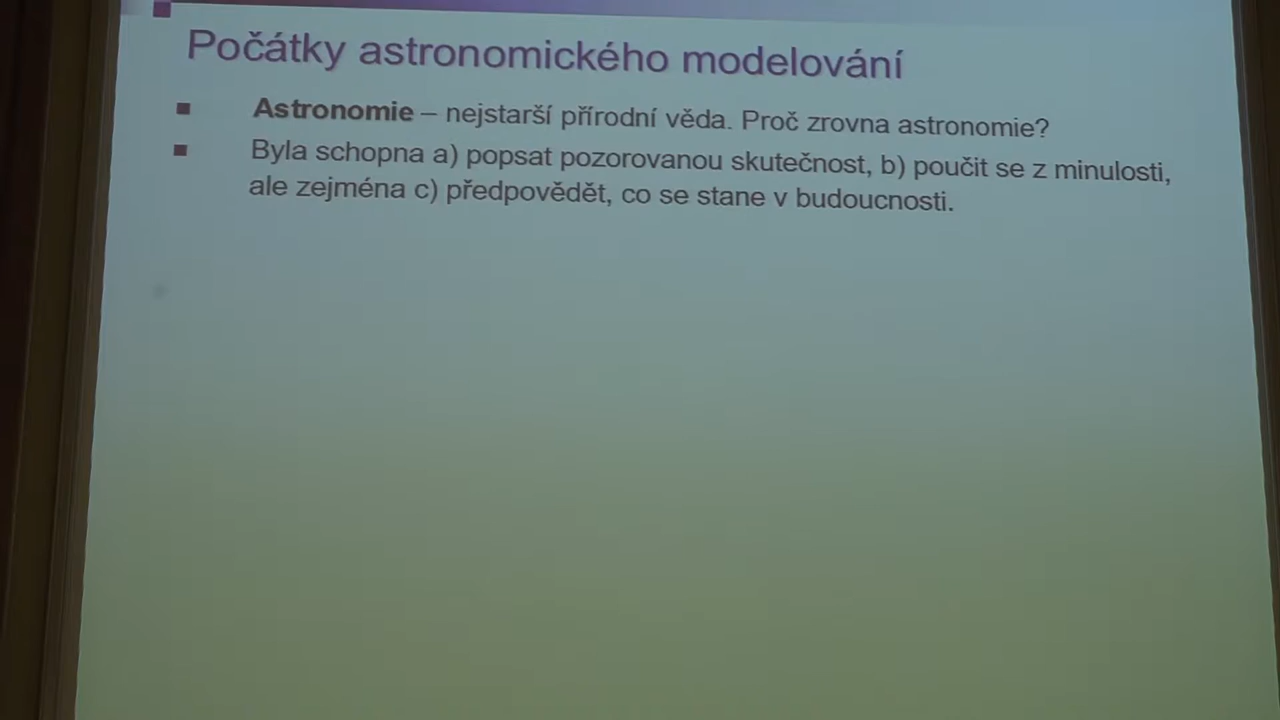 Počátky astronomického modelování
Astronomie – nejstarší přírodní věda. Proč zrovna astronomie?
Byla schopna a) popsat pozorovanou skutečnost, b) poučit se z minulosti,
ale zejména c) předpovědět, co se stane v budoucnosti.